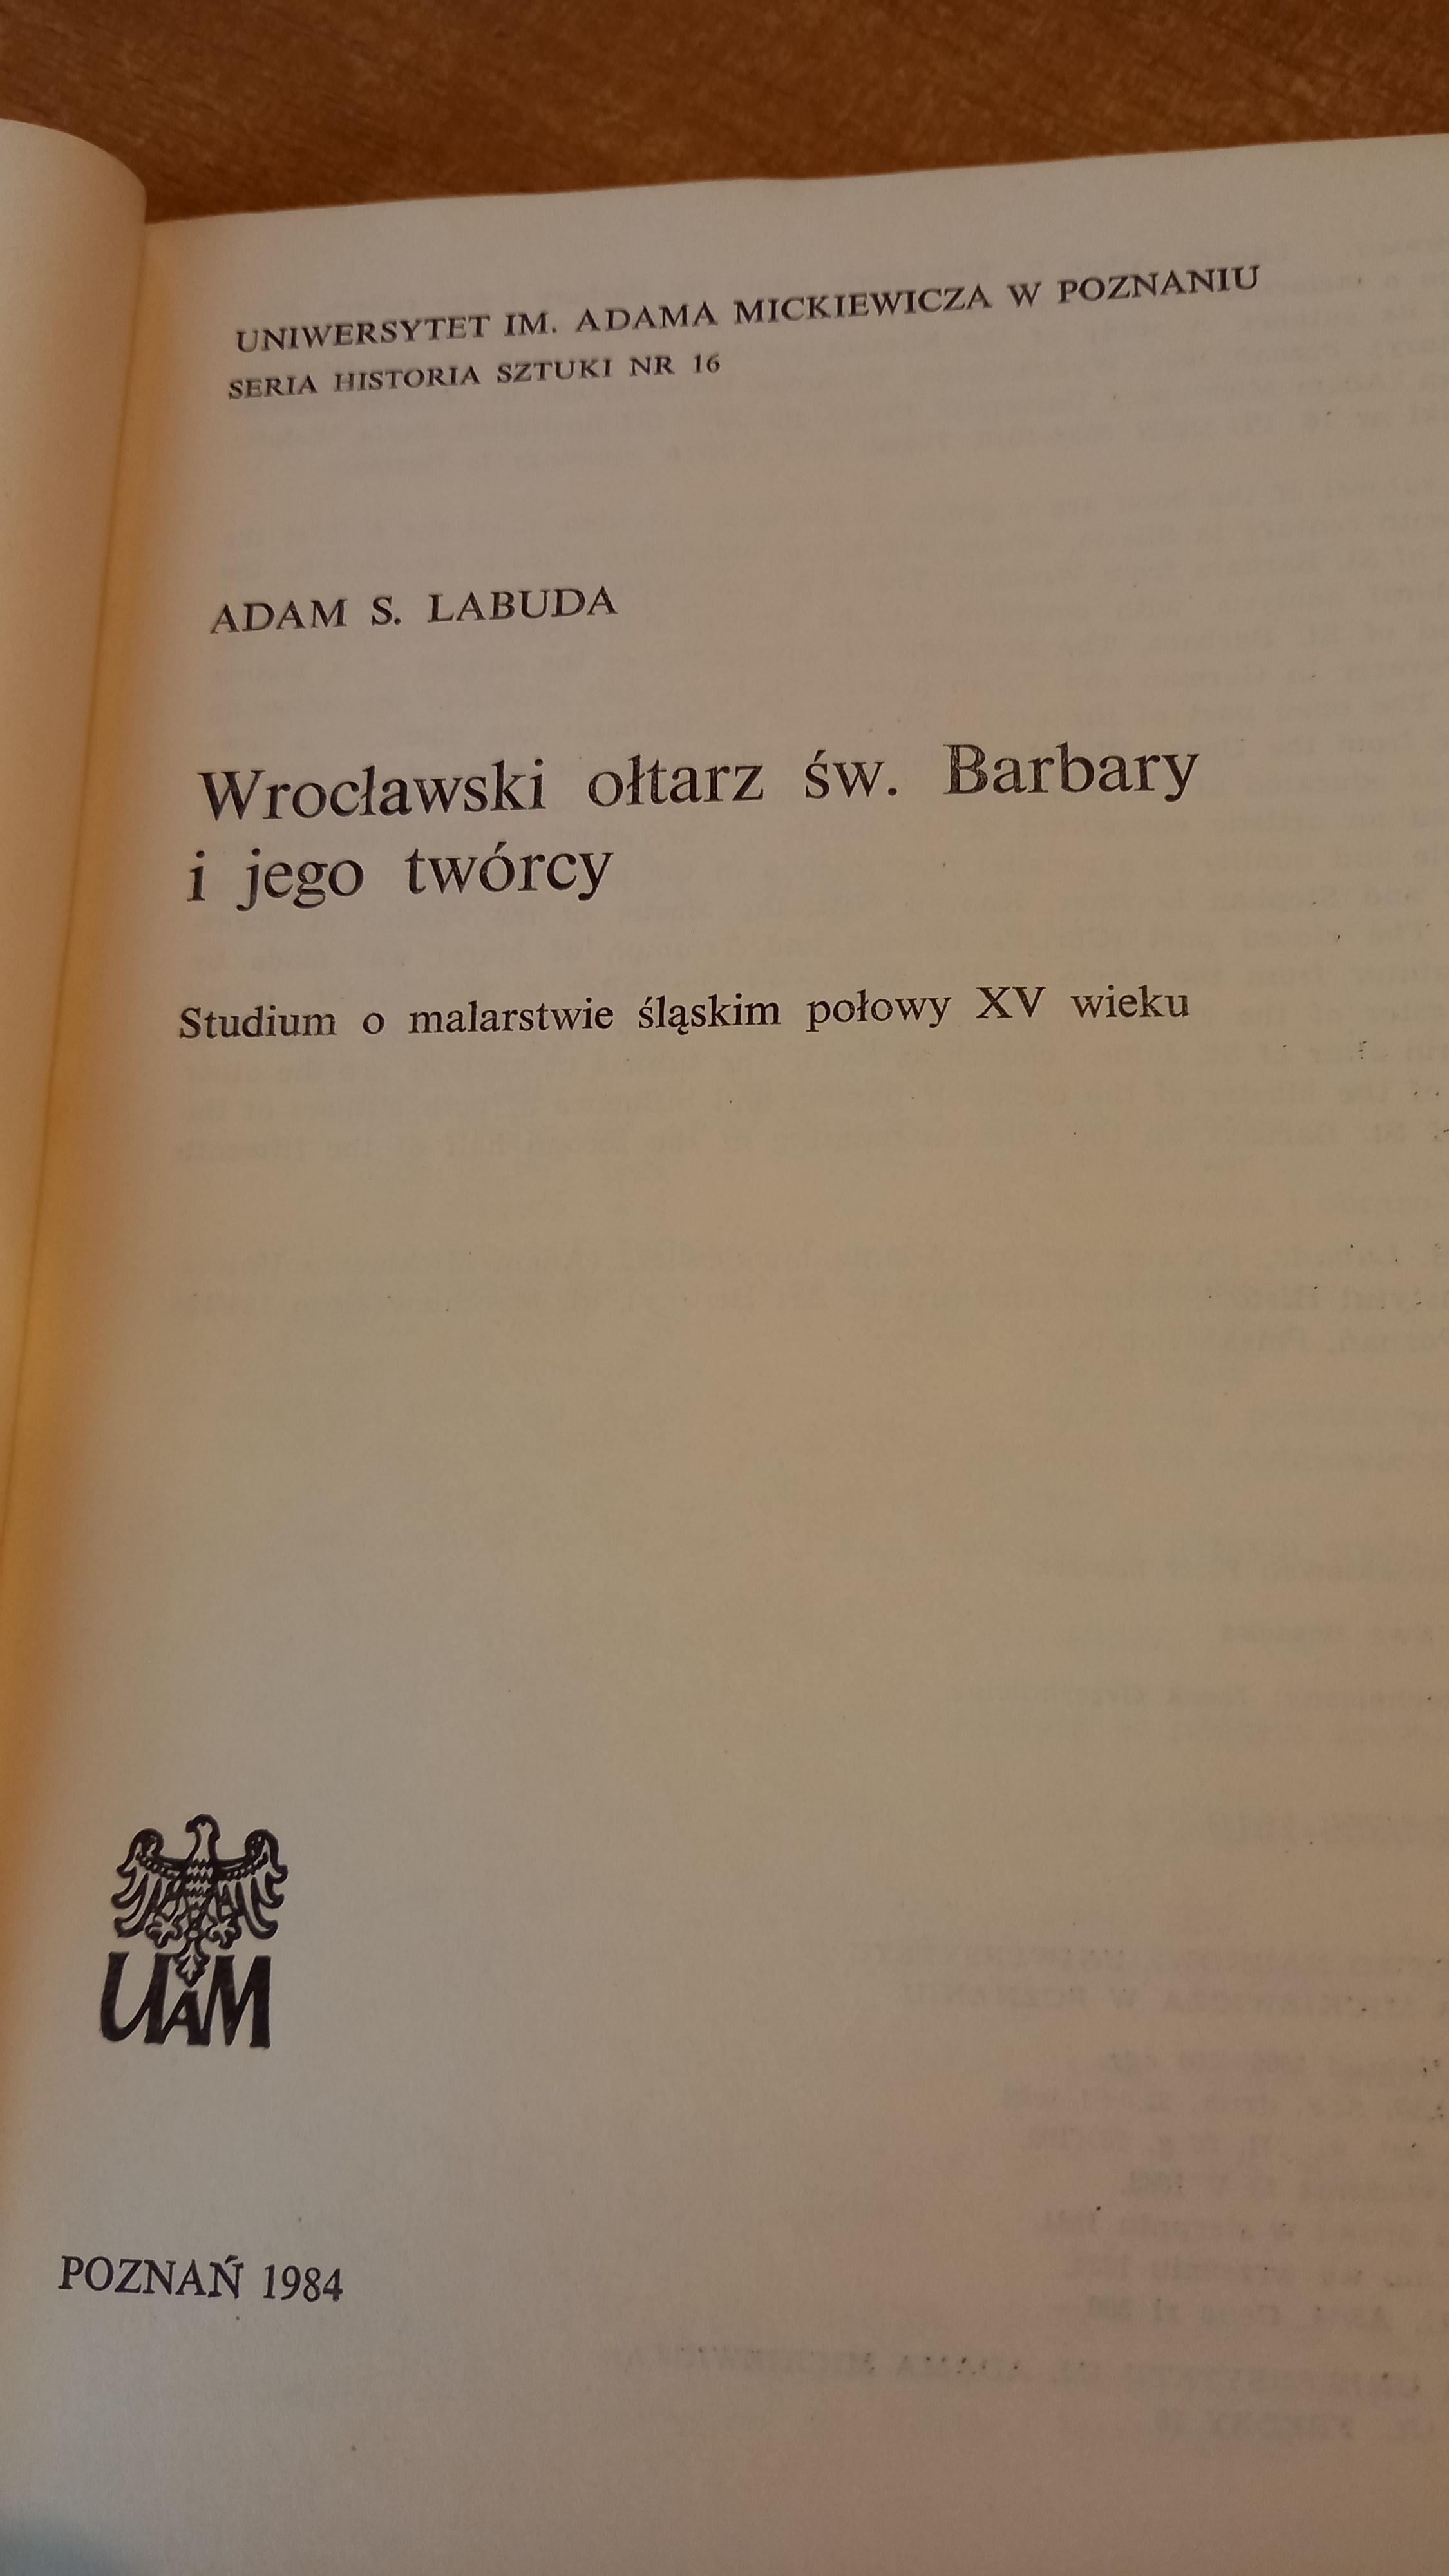 UNIWERSYTET IM. ADAMA MICKIEWICZA W POZNANIU
SERIA HISTORIA SZTUKI NR 16
ADAM S. LABUDA
Wrocławski ołtarz św. Barbary
i jego twórcy
Studium o malarstwie śląskim połowy XV wieku
UAM
POZNAŃ 1984